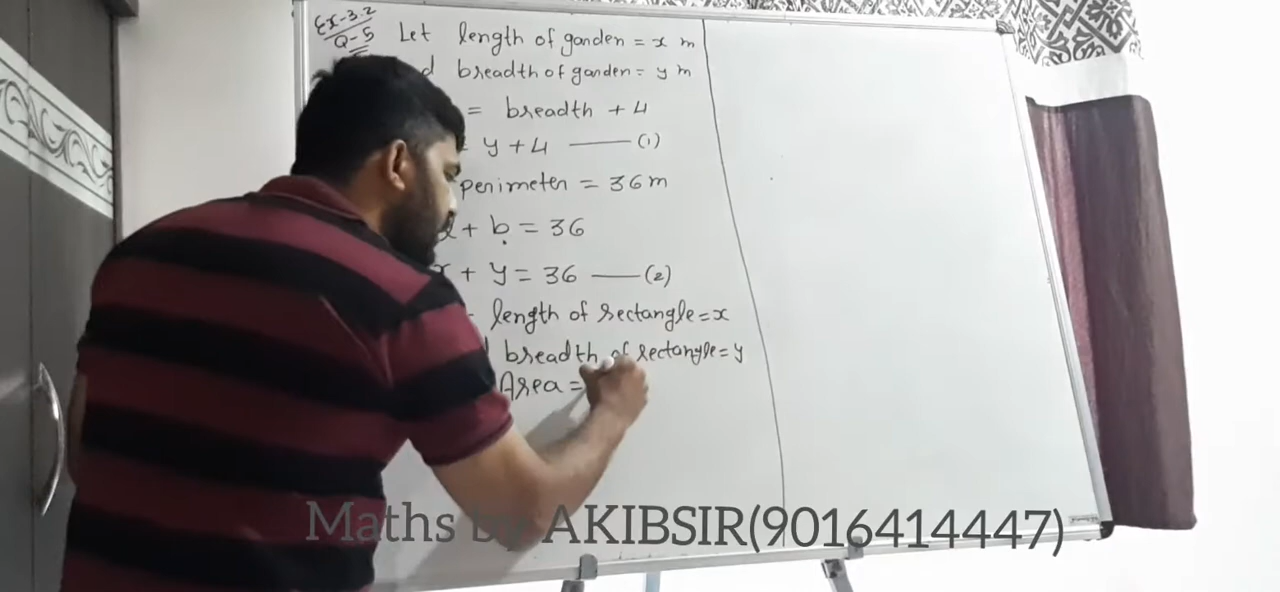 Ex-3.2
Q-5
Let length of garden = x m
breadth of garden = y m
= breadth + 4
= y + 4 —— (1)
perimeter = 36m
+ b = 36
x + y = 36 —— (2)
length of rectangle = x
breadth of rectangle = y
Area =
Maths by AKIBSIR(9016414447)